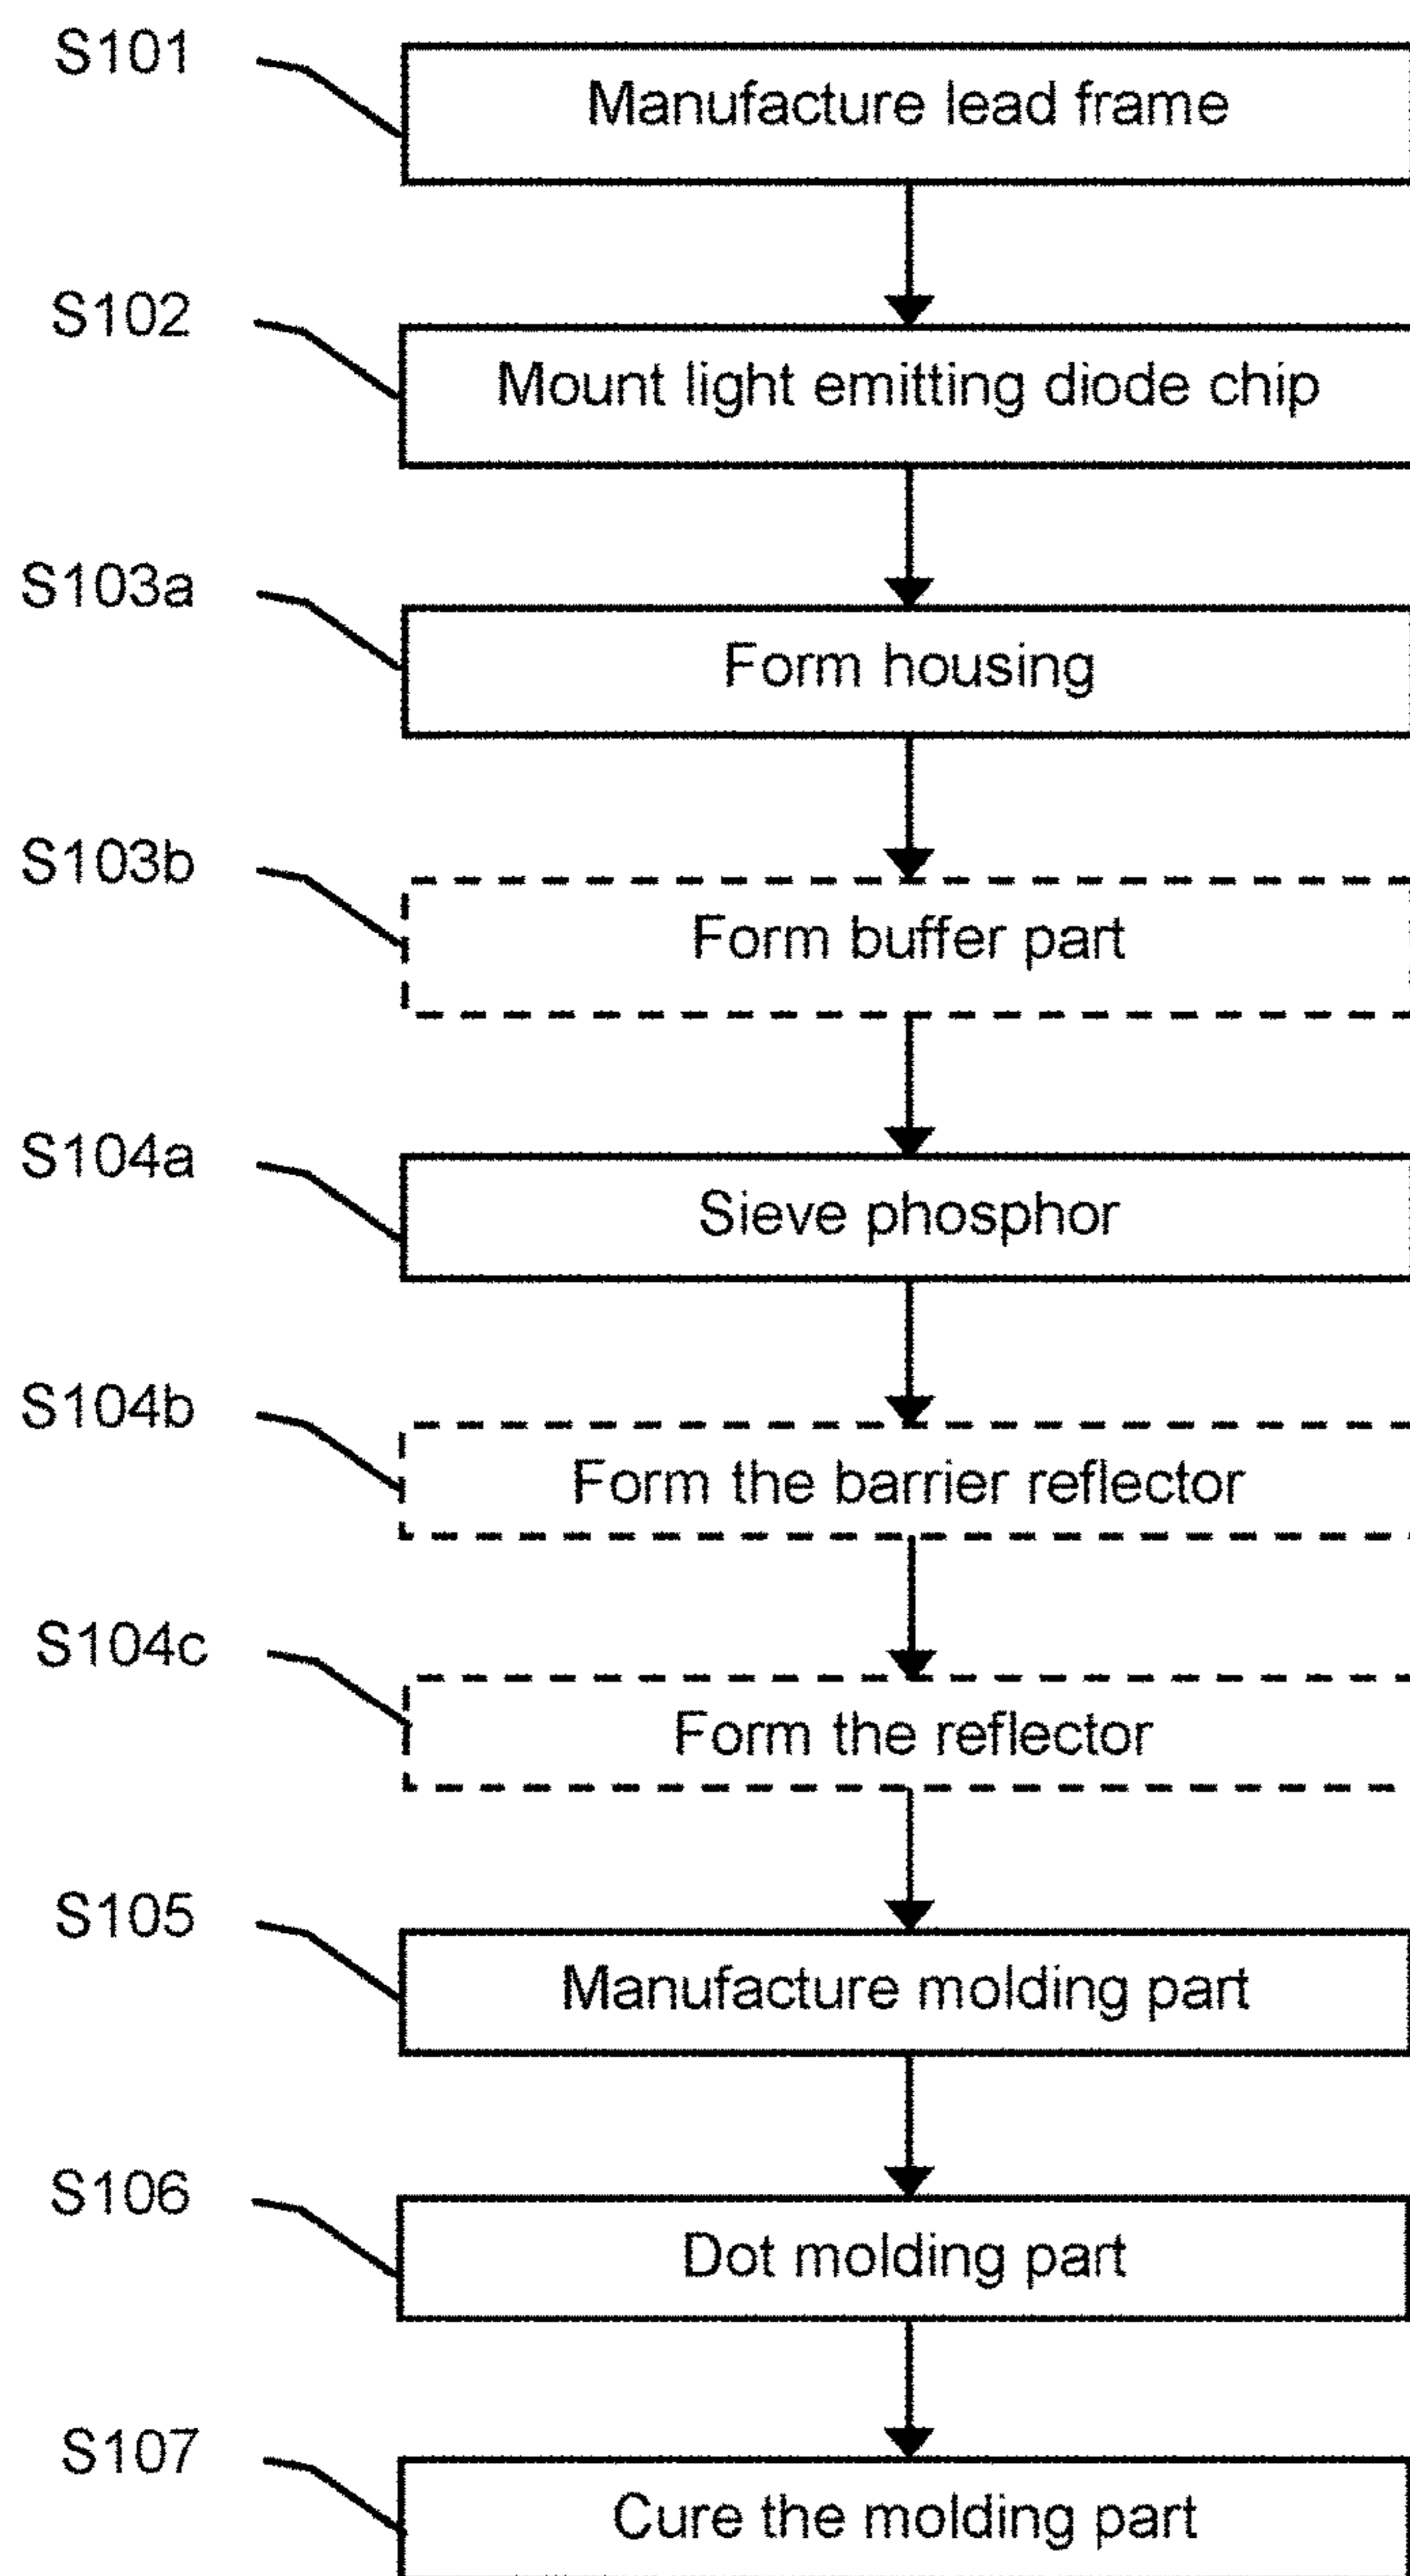 S101
Manufacture lead frame
S102
Mount light emitting diode chip
S103a
Form housing
S103b
Form buffer part
S104a
Sieve phosphor
S104b
Form the barrier reflector
S104c
Form the reflector
S105
Manufacture molding part
S106
Dot molding part
S107
Cure the molding part